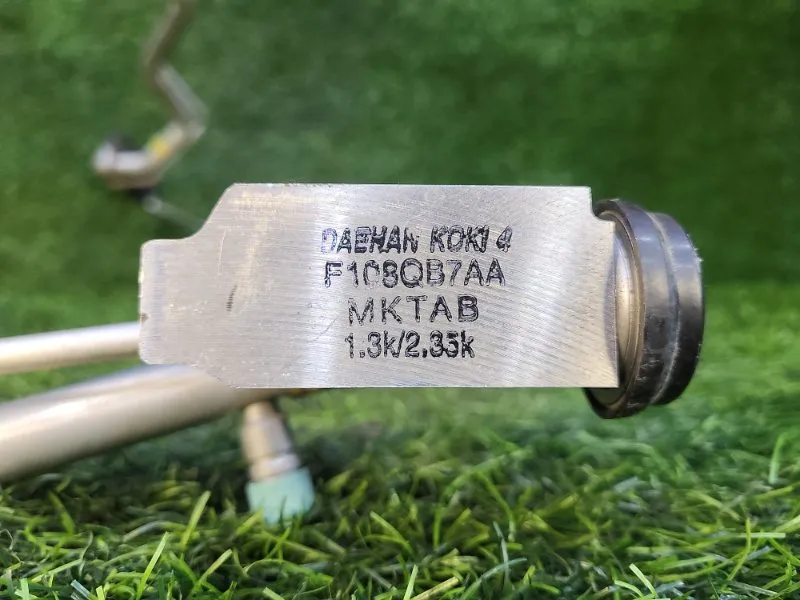 DAEHAN KOKI 4
F108QB7AA
MKTAB
1.3k/2.35k